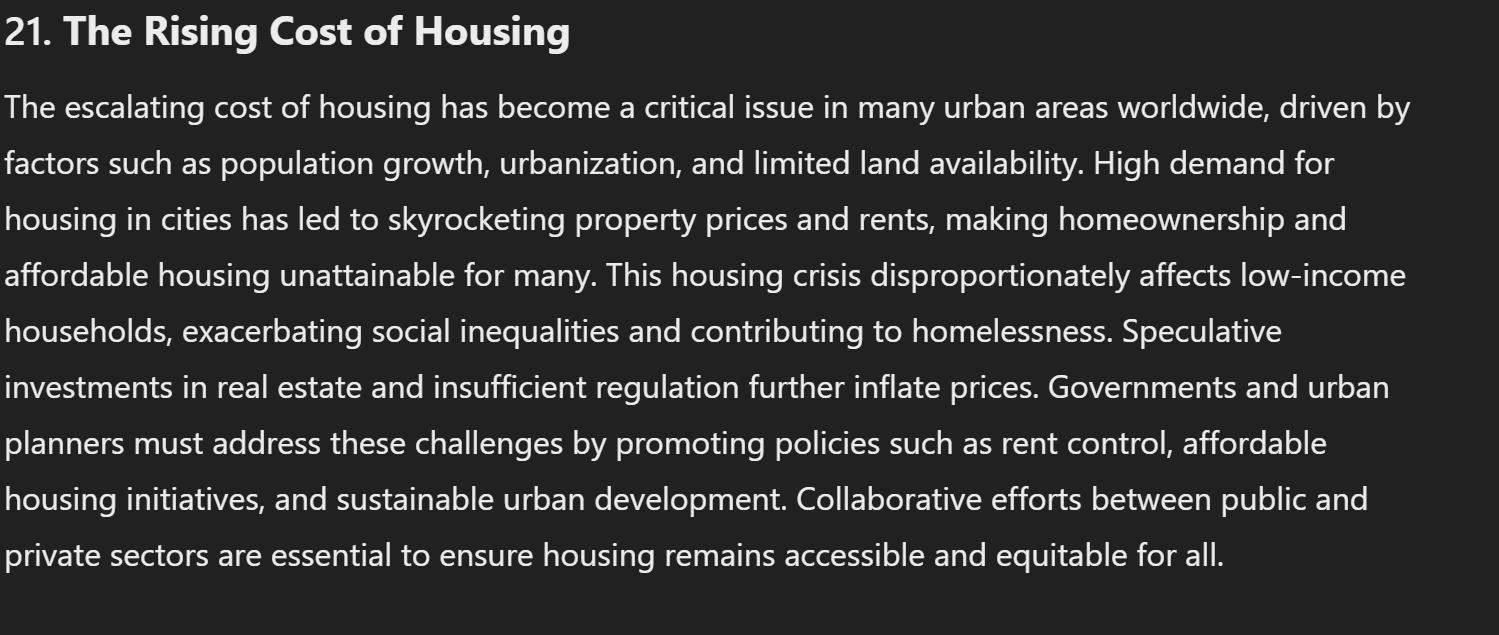 21. The Rising Cost of Housing
The escalating cost of housing has become a critical issue in many urban areas worldwide, driven by
factors such as population growth, urbanization, and limited land availability. High demand for
housing in cities has led to skyrocketing property prices and rents, making homeownership and
affordable housing unattainable for many. This housing crisis disproportionately affects low-income
households, exacerbating social inequalities and contributing to homelessness. Speculative
investments in real estate and insufficient regulation further inflate prices. Governments and urban
planners must address these challenges by promoting policies such as rent control, affordable
housing initiatives, and sustainable urban development. Collaborative efforts between public and
private sectors are essential to ensure housing remains accessible and equitable for all.